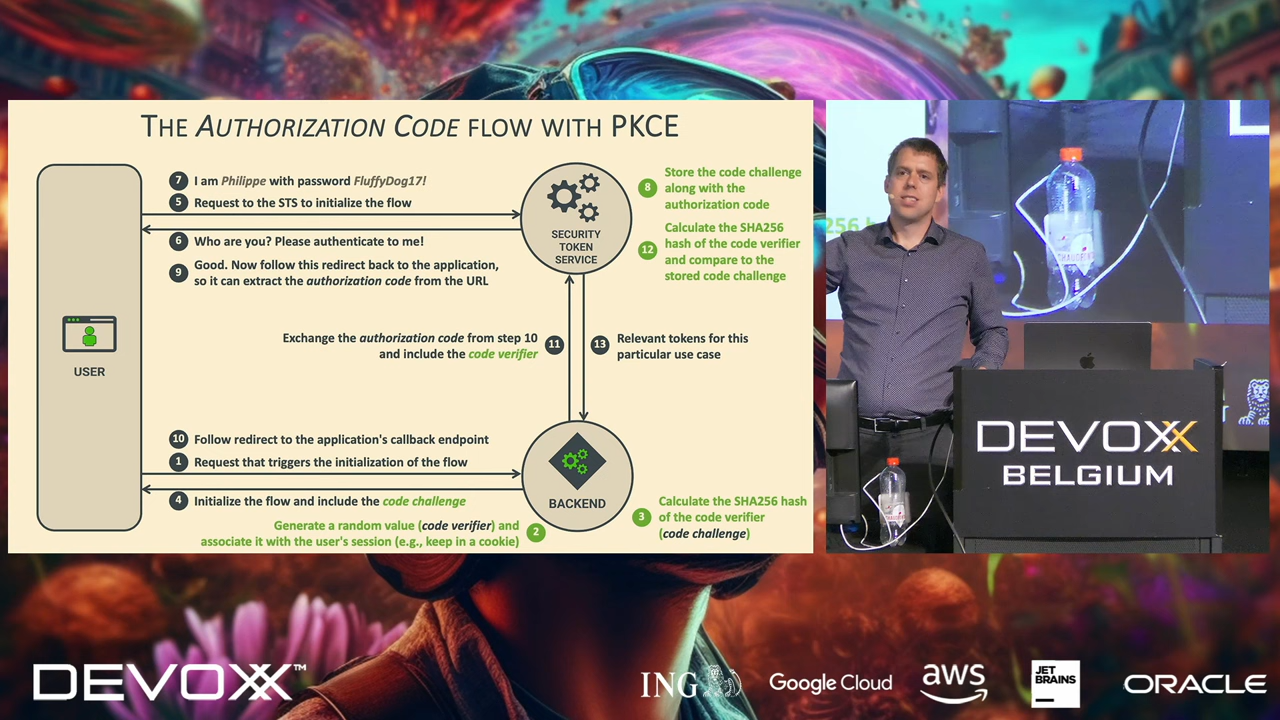 THE AUTHORIZATION CODE FLOW WITH PKCE
7 I am Philippe with password FluffyDog17!
5 Request to the STS to initialize the flow
6 Who are you? Please authenticate to me!
9 Good. Now follow this redirect back to the application,
so it can extract the authorization code from the URL
SECURITY
TOKEN
SERVICE
8 Store the code challenge
along with the
authorization code
12 Calculate the SHA256
hash of the code verifier
and compare to the
stored code challenge
USER
Exchange the authorization code from step 10
and include the code verifier
11
13 Relevant tokens for this
particular use case
10 Follow redirect to the application's callback endpoint
1 Request that triggers the initialization of the flow
4 Initialize the flow and include the code challenge
BACKEND
Generate a random value (code verifier) and
associate it with the user's session (e.g., keep in a cookie)
2
3 Calculate the SHA256 hash
of the code verifier
(code challenge)
256 h
DEVOXX
BELGIUM
DEVOXX™
ING
Google Cloud
aws
JET
BRAINS
ORACLE